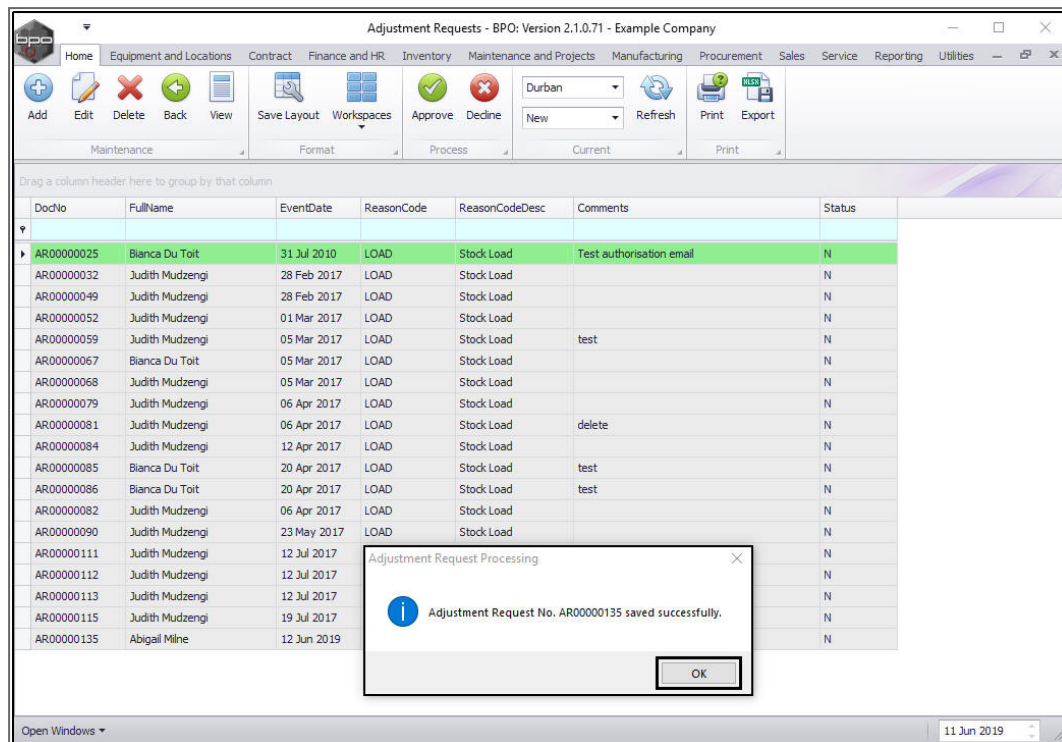 Adjustment Requests - BPO: Version 2.1.0.71 - Example Company
bpo
Home Equipment and Locations Contract Finance and HR Inventory Maintenance and Projects Manufacturing Procurement Sales Service Reporting Utilities
Durban
Add Edit Delete Back View Save Layout Workspaces Approve Decline New Refresh Print Export
Maintenance Format Process Current Print
Drag a column header here to group by that column
DocNo FullName EventDate ReasonCode ReasonCodeDesc Comments Status
AR00000025 Bianca Du Toit 31 Jul 2010 LOAD Stock Load Test authorisation email N
AR00000032 Judith Mudzengi 28 Feb 2017 LOAD Stock Load N
AR00000049 Judith Mudzengi 28 Feb 2017 LOAD Stock Load N
AR00000052 Judith Mudzengi 01 Mar 2017 LOAD Stock Load N
AR00000059 Judith Mudzengi 05 Mar 2017 LOAD Stock Load test N
AR00000067 Bianca Du Toit 05 Mar 2017 LOAD Stock Load N
AR00000068 Judith Mudzengi 05 Mar 2017 LOAD Stock Load N
AR00000079 Judith Mudzengi 06 Apr 2017 LOAD Stock Load N
AR00000081 Judith Mudzengi 06 Apr 2017 LOAD Stock Load delete N
AR00000084 Judith Mudzengi 12 Apr 2017 LOAD Stock Load N
AR00000085 Bianca Du Toit 20 Apr 2017 LOAD Stock Load test N
AR00000086 Bianca Du Toit 20 Apr 2017 LOAD Stock Load test N
AR00000082 Judith Mudzengi 06 Apr 2017 LOAD Stock Load N
AR00000090 Judith Mudzengi 23 May 2017 LOAD Stock Load N
AR00000111 Judith Mudzengi 12 Jul 2017 N
AR00000112 Judith Mudzengi 12 Jul 2017 N
AR00000113 Judith Mudzengi 12 Jul 2017 N
AR00000115 Judith Mudzengi 19 Jul 2017 N
AR00000135 Abigail Milne 12 Jun 2019 N
Adjustment Request Processing
Adjustment Request No. AR00000135 saved successfully.
OK
Open Windows 11 Jun 2019